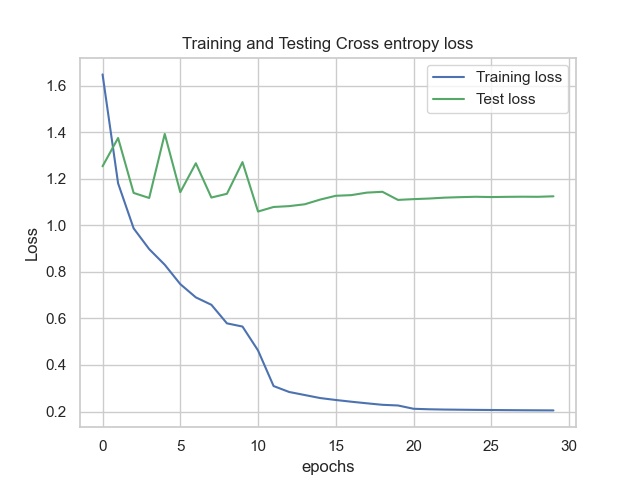 Training and Testing Cross entropy loss
Training loss
Test loss
1.6
1.4
1.2
1.0
0.8
0.6
0.4
0.2
Loss
0 5 10 15 20 25 30
epochs